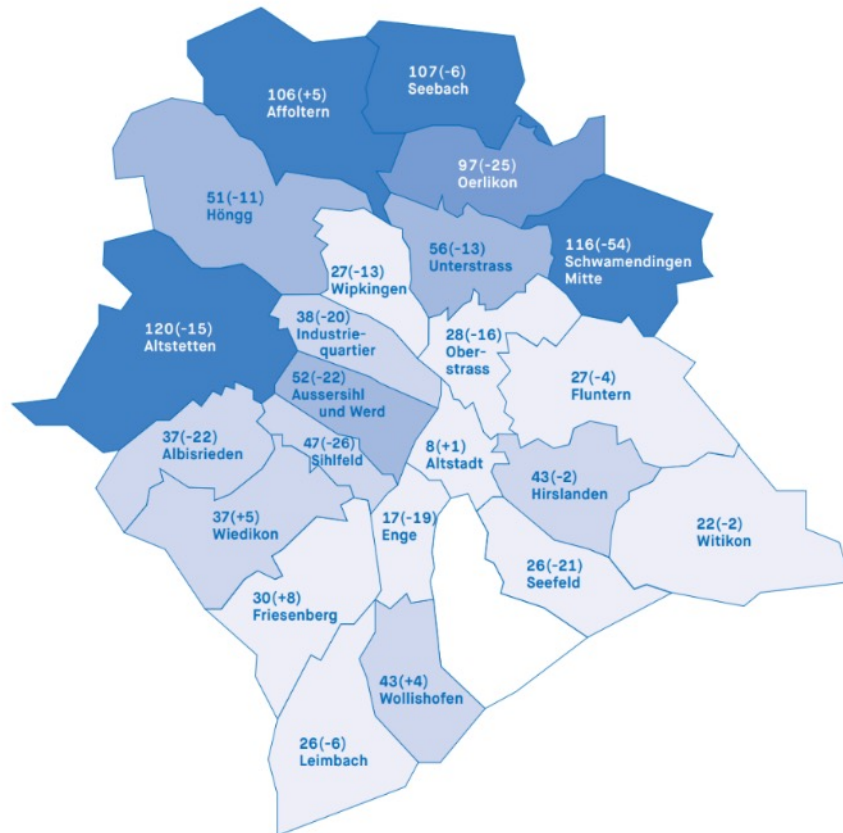 107(-6)
Seebach
106(+5)
Affoltern
97(-25)
Oerlikon
51(-11)
Höngg
56(-13)
Unterstrass
116(-54)
Schwamendingen
Mitte
27(-13)
Wipkingen
120(-15)
Altstetten
38(-20)
Industrie-
quartier
28(-16)
Ober-
strass
27(-4)
Fluntern
52(-22)
Aussersihl
und Werd
37(-22)
Albisrieden
47(-26)
Sihlfeld
8(+1)
Altstadt
43(-2)
Hirslanden
37(+5)
Wiedikon
17(-19)
Enge
22(-2)
Witikon
26(-21)
Seefeld
30(+8)
Friesenberg
43(+4)
Wollishofen
26(-6)
Leimbach